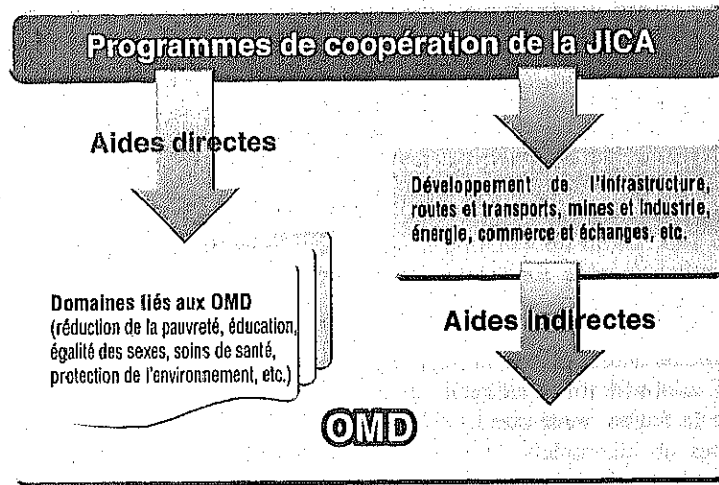 Programmes de coopération de la JICA
Aides directes
Développement de l'infrastructure,
routes et transports, mines et industrie,
énergie, commerce et échanges, etc.
Domaines liés aux OMD
(réduction de la pauvreté, éducation,
égalité des sexes, soins de santé,
protection de l'environnement, etc.)
Aides indirectes
OMD